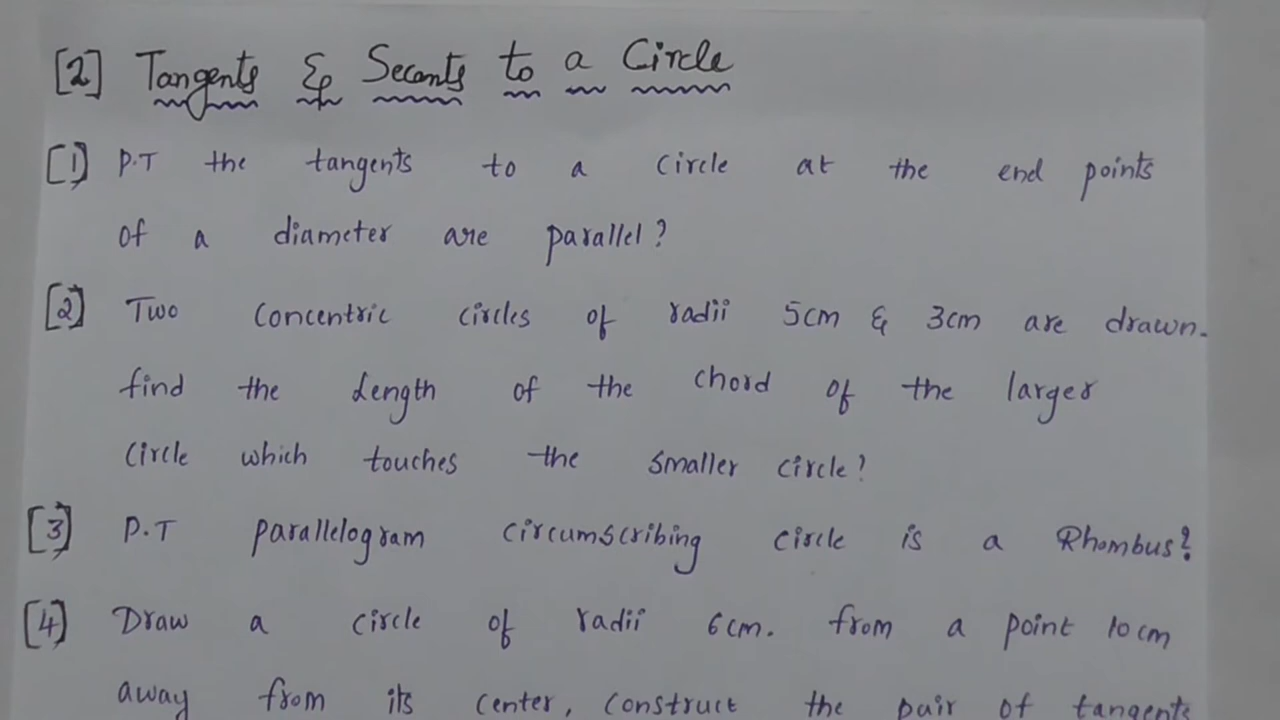 [2] Tangents & Secants to a Circle
[1] P.T the tangents to a circle at the end points
of a diameter are parallel?
[2] Two concentric circles of radii 5cm & 3cm are drawn.
find the Length of the chord of the larger
circle which touches the smaller circle?
[3] P.T parallelogram circumscribing circle is a Rhombus?
[4] Draw a circle of radii 6cm. from a point 10cm
away from its center, construct the pair of tangents